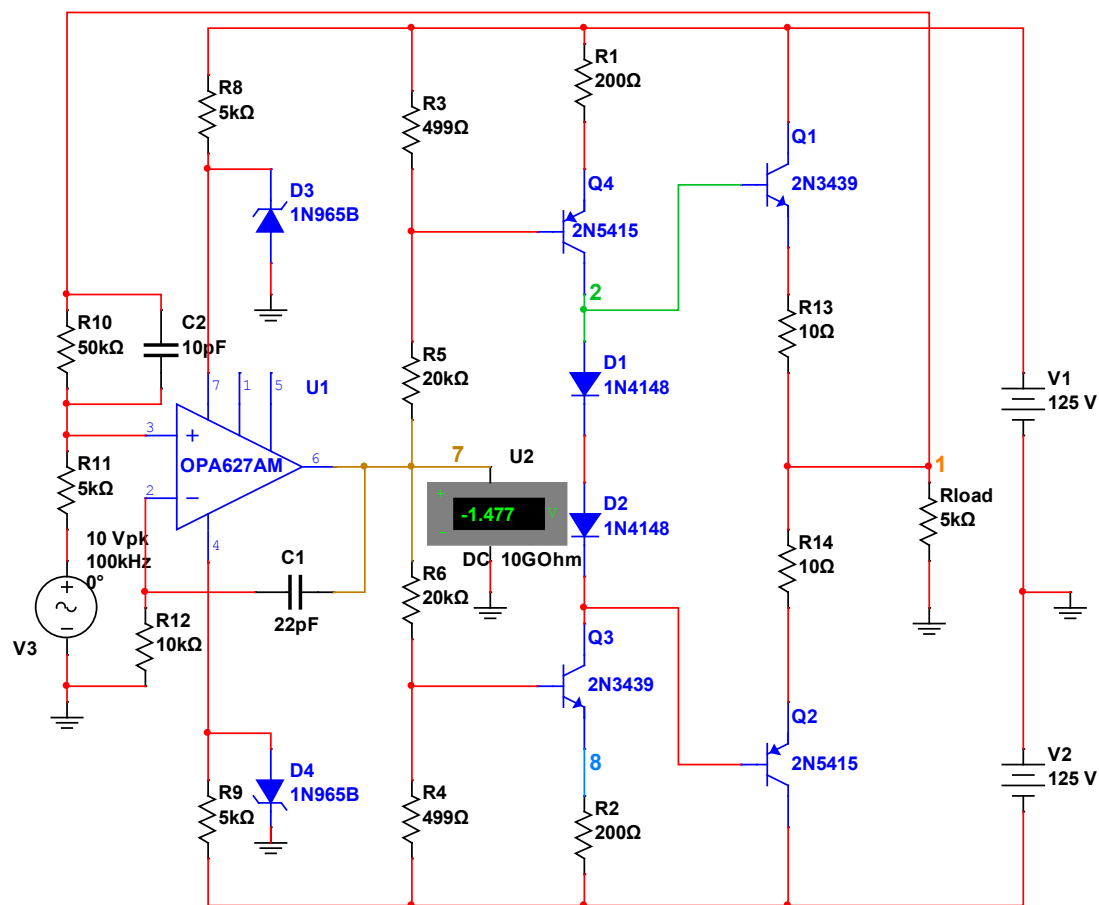 R1
200Ω
R8
5kΩ
R3
499Ω
Q1
2N3439
Q4
2N5415
D3
1N965B
2
R10
50kΩ
C2
10pF
R13
10Ω
R5
20kΩ
D1
1N4148
V1
125 V
7
1
5
U1
3
+
OPA627AM
6
2
−
4
7
U2
+
-1.477
V
−
DC 10GOhm
1
Rload
5kΩ
R11
5kΩ
D2
1N4148
R14
10Ω
10 Vpk
100kHz
0°
+
−
V3
C1
22pF
R6
20kΩ
R12
10kΩ
Q3
2N3439
Q2
2N5415
8
V2
125 V
D4
1N965B
R9
5kΩ
R4
499Ω
R2
200Ω